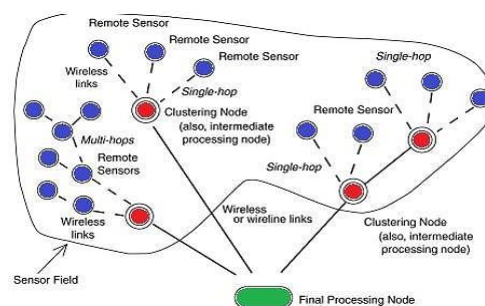 Remote Sensor
Remote Sensor
Remote Sensor
Wireless
links
Single-hop
Single-hop
Clustering Node
(also, intermediate
processing node)
Remote Sensor
Multi-hops
Remote
Sensors
Single-hop
Wireless
links
Wireless
or wireline links
Clustering Node
(also, intermediate
processing node)
Sensor Field
Final Processing Node